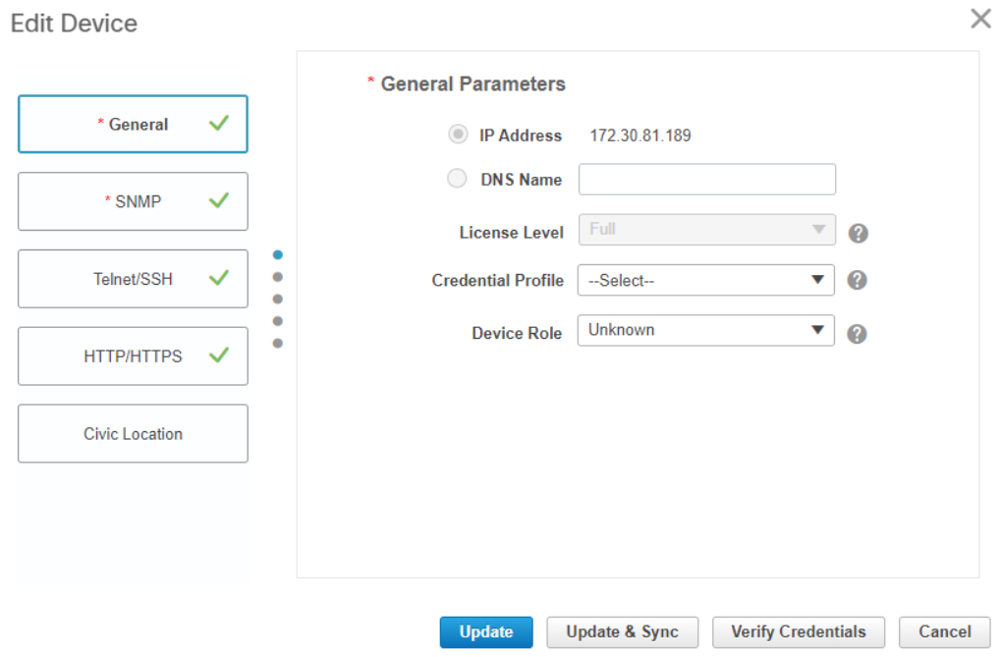 Edit Device
* General
* SNMP
Telnet/SSH
HTTP/HTTPS
Civic Location
* General Parameters
IP Address 172.30.81.189
DNS Name
License Level Full ?
Credential Profile --Select-- ?
Device Role Unknown ?
Update Update & Sync Verify Credentials Cancel